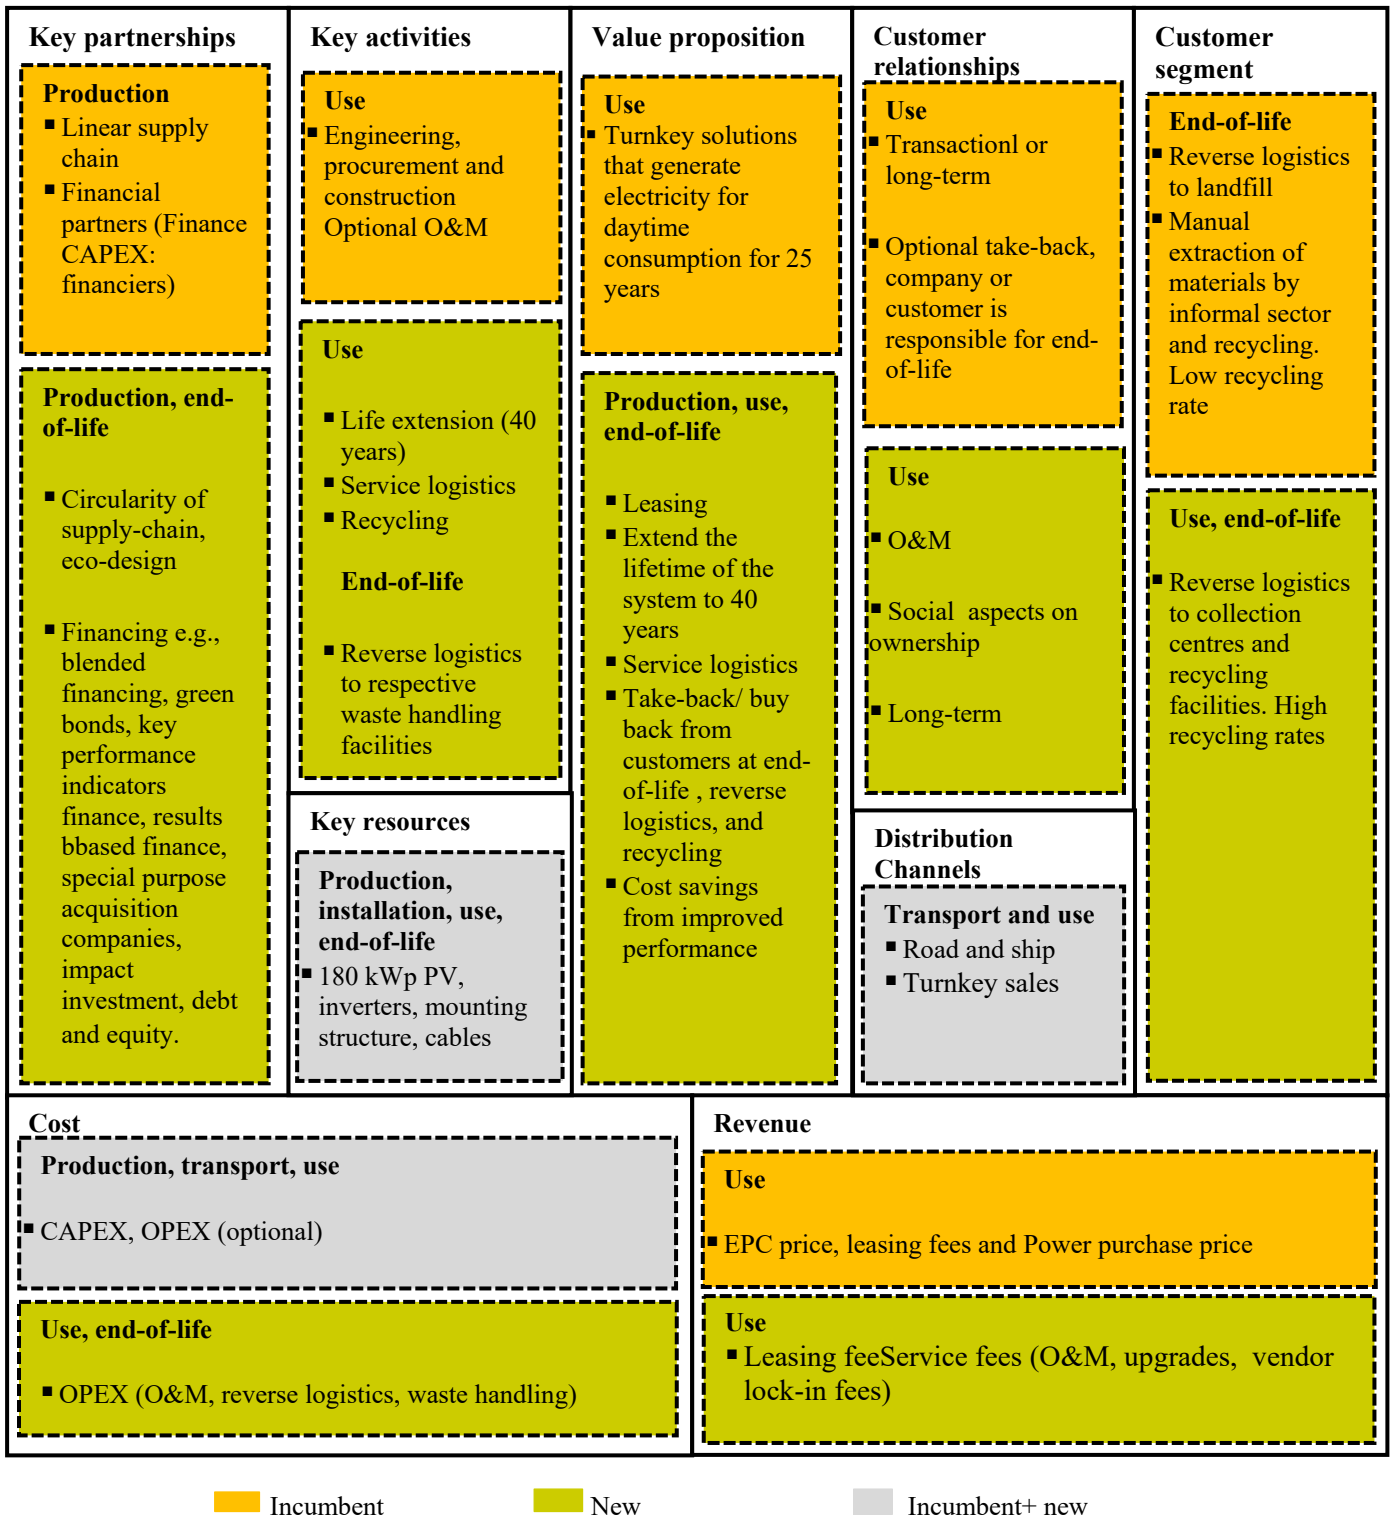 Key partnerships
Production
▪ Linear supply
chain
▪ Financial
partners (Finance
CAPEX:
financiers)
Production, end-
of-life
▪ Circularity of
supply-chain,
eco-design
▪ Financing e.g.,
blended
financing, green
bonds, key
performance
indicators
finance, results
bbased finance,
special purpose
acquisition
companies,
impact
investment, debt
and equity.
Key activities
Use
▪ Engineering,
procurement and
construction
Optional O&M
Use
▪ Life extension (40
years)
▪ Service logistics
▪ Recycling
End-of-life
▪ Reverse logistics
to respective
waste handling
facilities
Key resources
Production,
installation, use,
end-of-life
▪ 180 kWp PV,
inverters, mounting
structure, cables
Value proposition
Use
▪ Turnkey solutions
that generate
electricity for
daytime
consumption for 25
years
Production, use,
end-of-life
▪ Leasing
▪ Extend the
lifetime of the
system to 40
years
▪ Service logistics
▪ Take-back/ buy
back from
customers at end-
of-life , reverse
logistics, and
recycling
▪ Cost savings
from improved
performance
Customer
relationships
Use
▪ Transactionl or
long-term
▪ Optional take-back,
company or
customer is
responsible for end-
of-life
Use
▪ O&M
▪ Social aspects on
ownership
▪ Long-term
Distribution
Channels
Transport and use
▪ Road and ship
▪ Turnkey sales
Customer
segment
End-of-life
▪ Reverse logistics
to landfill
▪ Manual
extraction of
materials by
informal sector
and recycling.
Low recycling
rate
Use, end-of-life
▪ Reverse logistics
to collection
centres and
recycling
facilities. High
recycling rates
Cost
Production, transport, use
▪ CAPEX, OPEX (optional)
Use, end-of-life
▪ OPEX (O&M, reverse logistics, waste handling)
Revenue
Use
▪ EPC price, leasing fees and Power purchase price
Use
▪ Leasing feeService fees (O&M, upgrades, vendor
lock-in fees)
Incumbent
New
Incumbent+ new